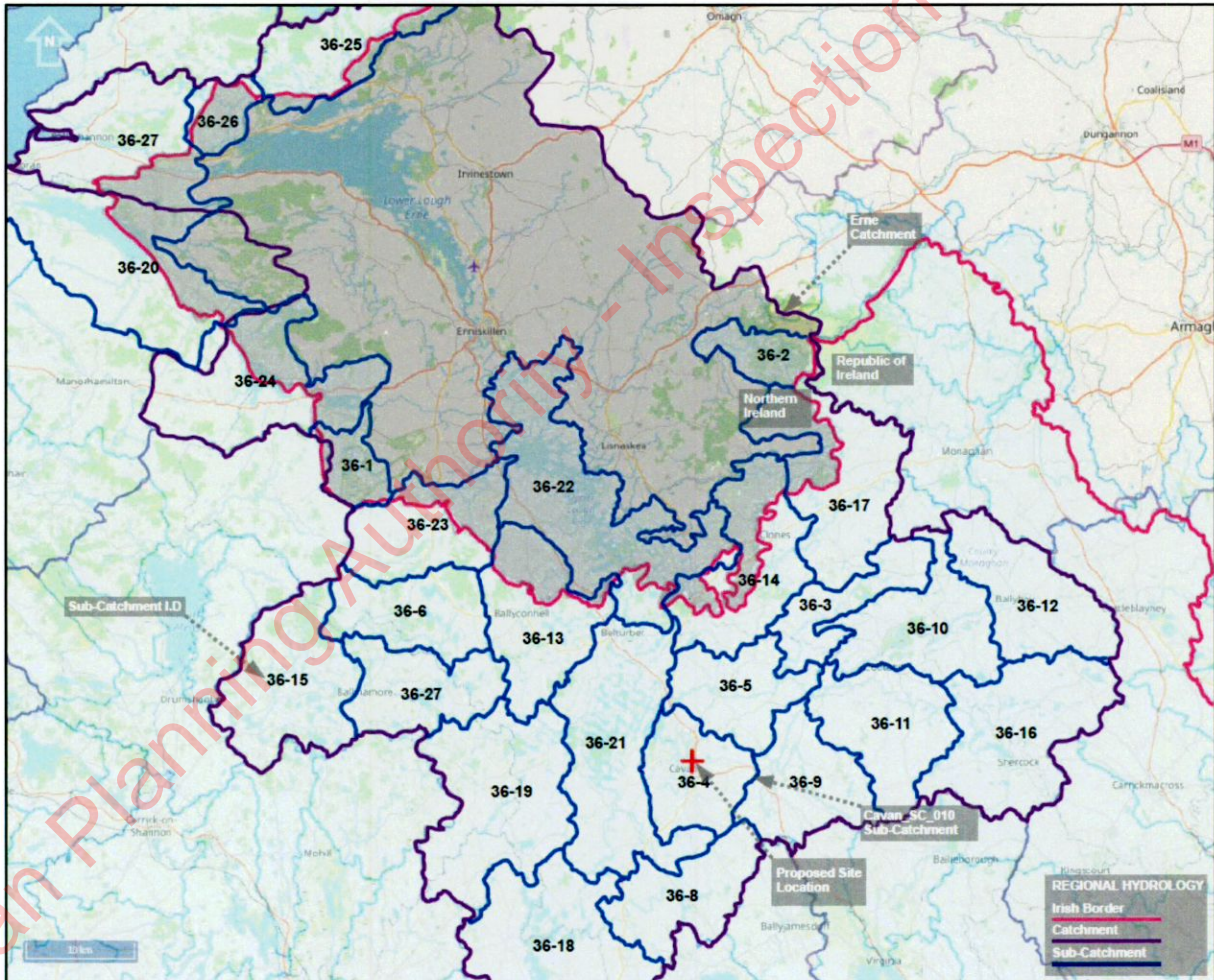 N
Omagh
36-25
Coalisland
Dungannon
M1
36-27
36-26
Irvinestown
Lower Lough
Erne
Erne
Catchment
36-20
Enniskillen
Armagh
36-2
Republic of
Ireland
Manorhamilton
36-24
Northern
Ireland
Lisnaskea
Monaghan
36-1
36-22
36-17
36-23
Clones
County
Monaghan
36-14
Sub-Catchment I.D
36-6
Ballyconnell
36-13
Belturbet
36-3
36-10
Ballybay
36-12
36-15
Ballinamore
36-27
36-5
36-11
36-21
36-16
Shercock
Cavan
36-4
36-9
36-19
Carrickmacross
Cavan_SC_010
Sub-Catchment
Carrick-on-
Shannon
Mohill
Bailieborough
Proposed Site
Location
Kingscourt
36-8
REGIONAL HYDROLOGY
Irish Border
Catchment
Sub-Catchment
Ballyjamesduff
36-18
Virginia
10 km
an Planning Authority - Inspection